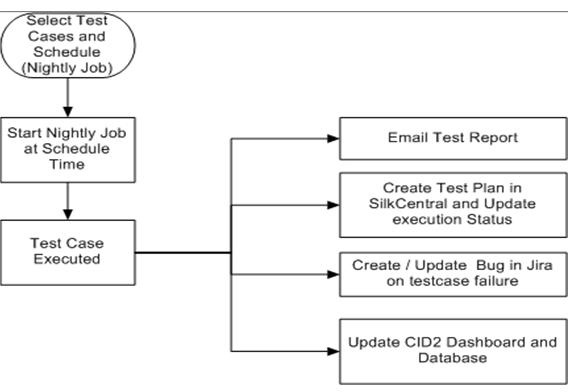 Select Test
Cases and
Schedule
(Nightly Job)
Start Nightly Job
at Schedule
Time
Test Case
Executed
Email Test Report
Create Test Plan in
SilkCentral and Update
execution Status
Create / Update  Bug in Jira
on testcase failure
Update CID2 Dashboard and
Database